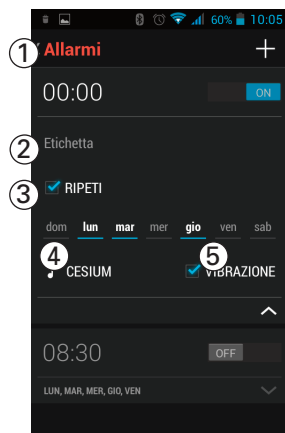 60% 10:05
1 Allarmi +
00:00 ON
2 Etichetta
3 RIPETI
dom lun mar mer gio ven sab
4 5
CESIUM VIBRAZIONE
08:30 OFF
LUN, MAR, MER, GIO, VEN